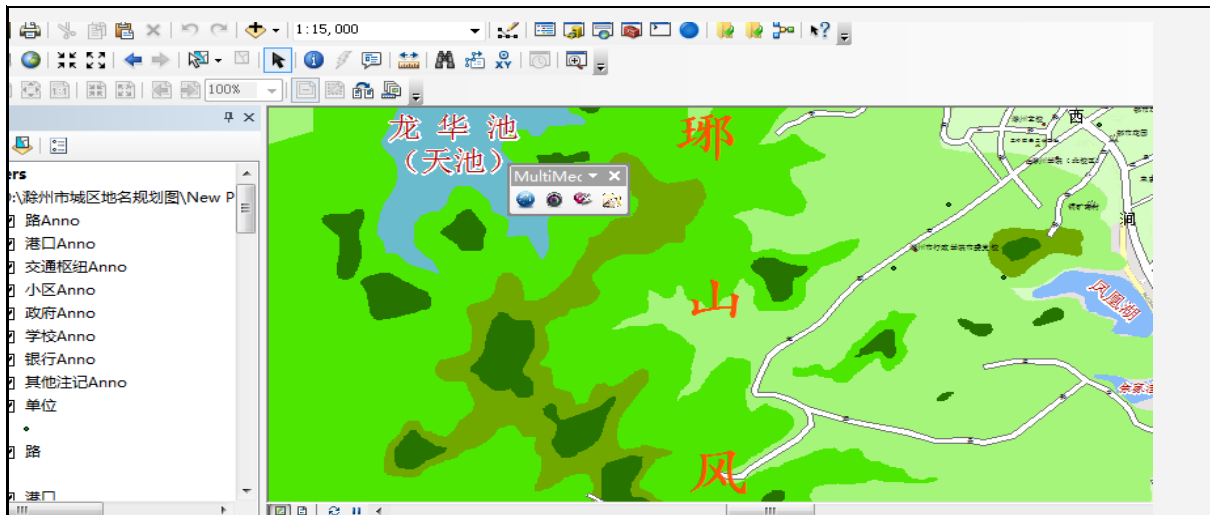 1:15,000
100%
ers
:\滁州市城区地名规划图\New P
路Anno
港口Anno
交通枢纽Anno
小区Anno
政府Anno
学校Anno
银行Anno
其他注记Anno
单位
路
港口
龙华池
（天池）
MultiMec
琊
山
风
西
涧
凤凰湖